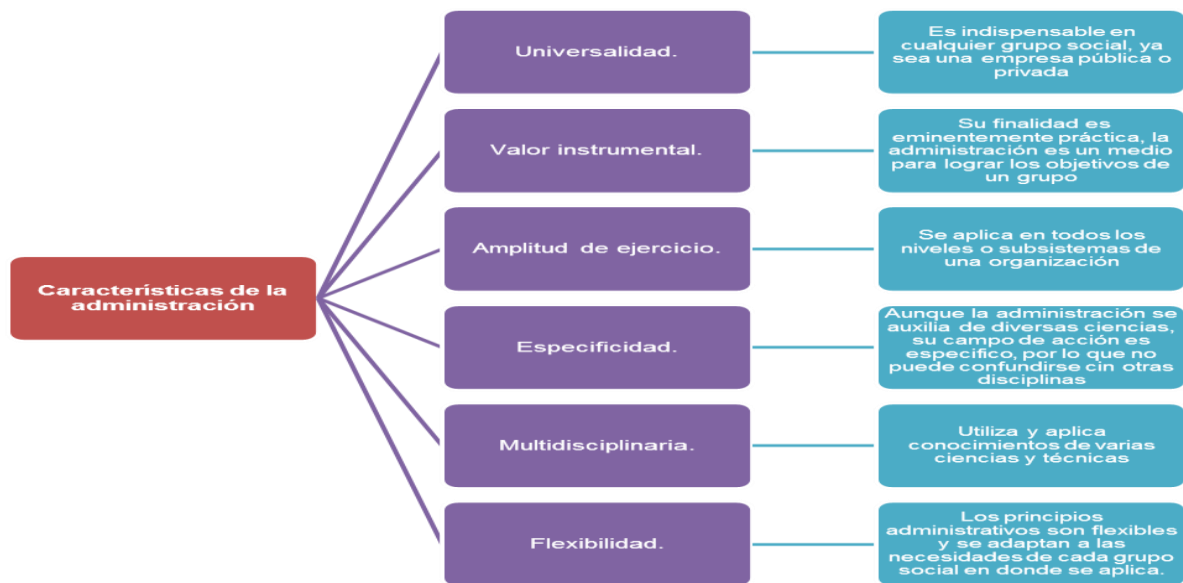 Características de la
administración
Universalidad.
Es indispensable en
cualquier grupo social, ya
sea una empresa pública o
privada
Valor instrumental.
Su finalidad es
eminentemente práctica, la
administración es un medio
para lograr los objetivos de
un grupo
Amplitud de ejercicio.
Se aplica en todos los
niveles o subsistemas de
una organización
Especificidad.
Aunque la administración se
auxilia de diversas ciencias,
su campo de acción es
especifico, por lo que no
puede confundirse cin otras
disciplinas
Multidisciplinaria.
Utiliza y aplica
conocimientos de varias
ciencias y técnicas
Flexibilidad.
Los principios
administrativos son flexibles
y se adaptan a las
necesidades de cada grupo
social en donde se aplica.